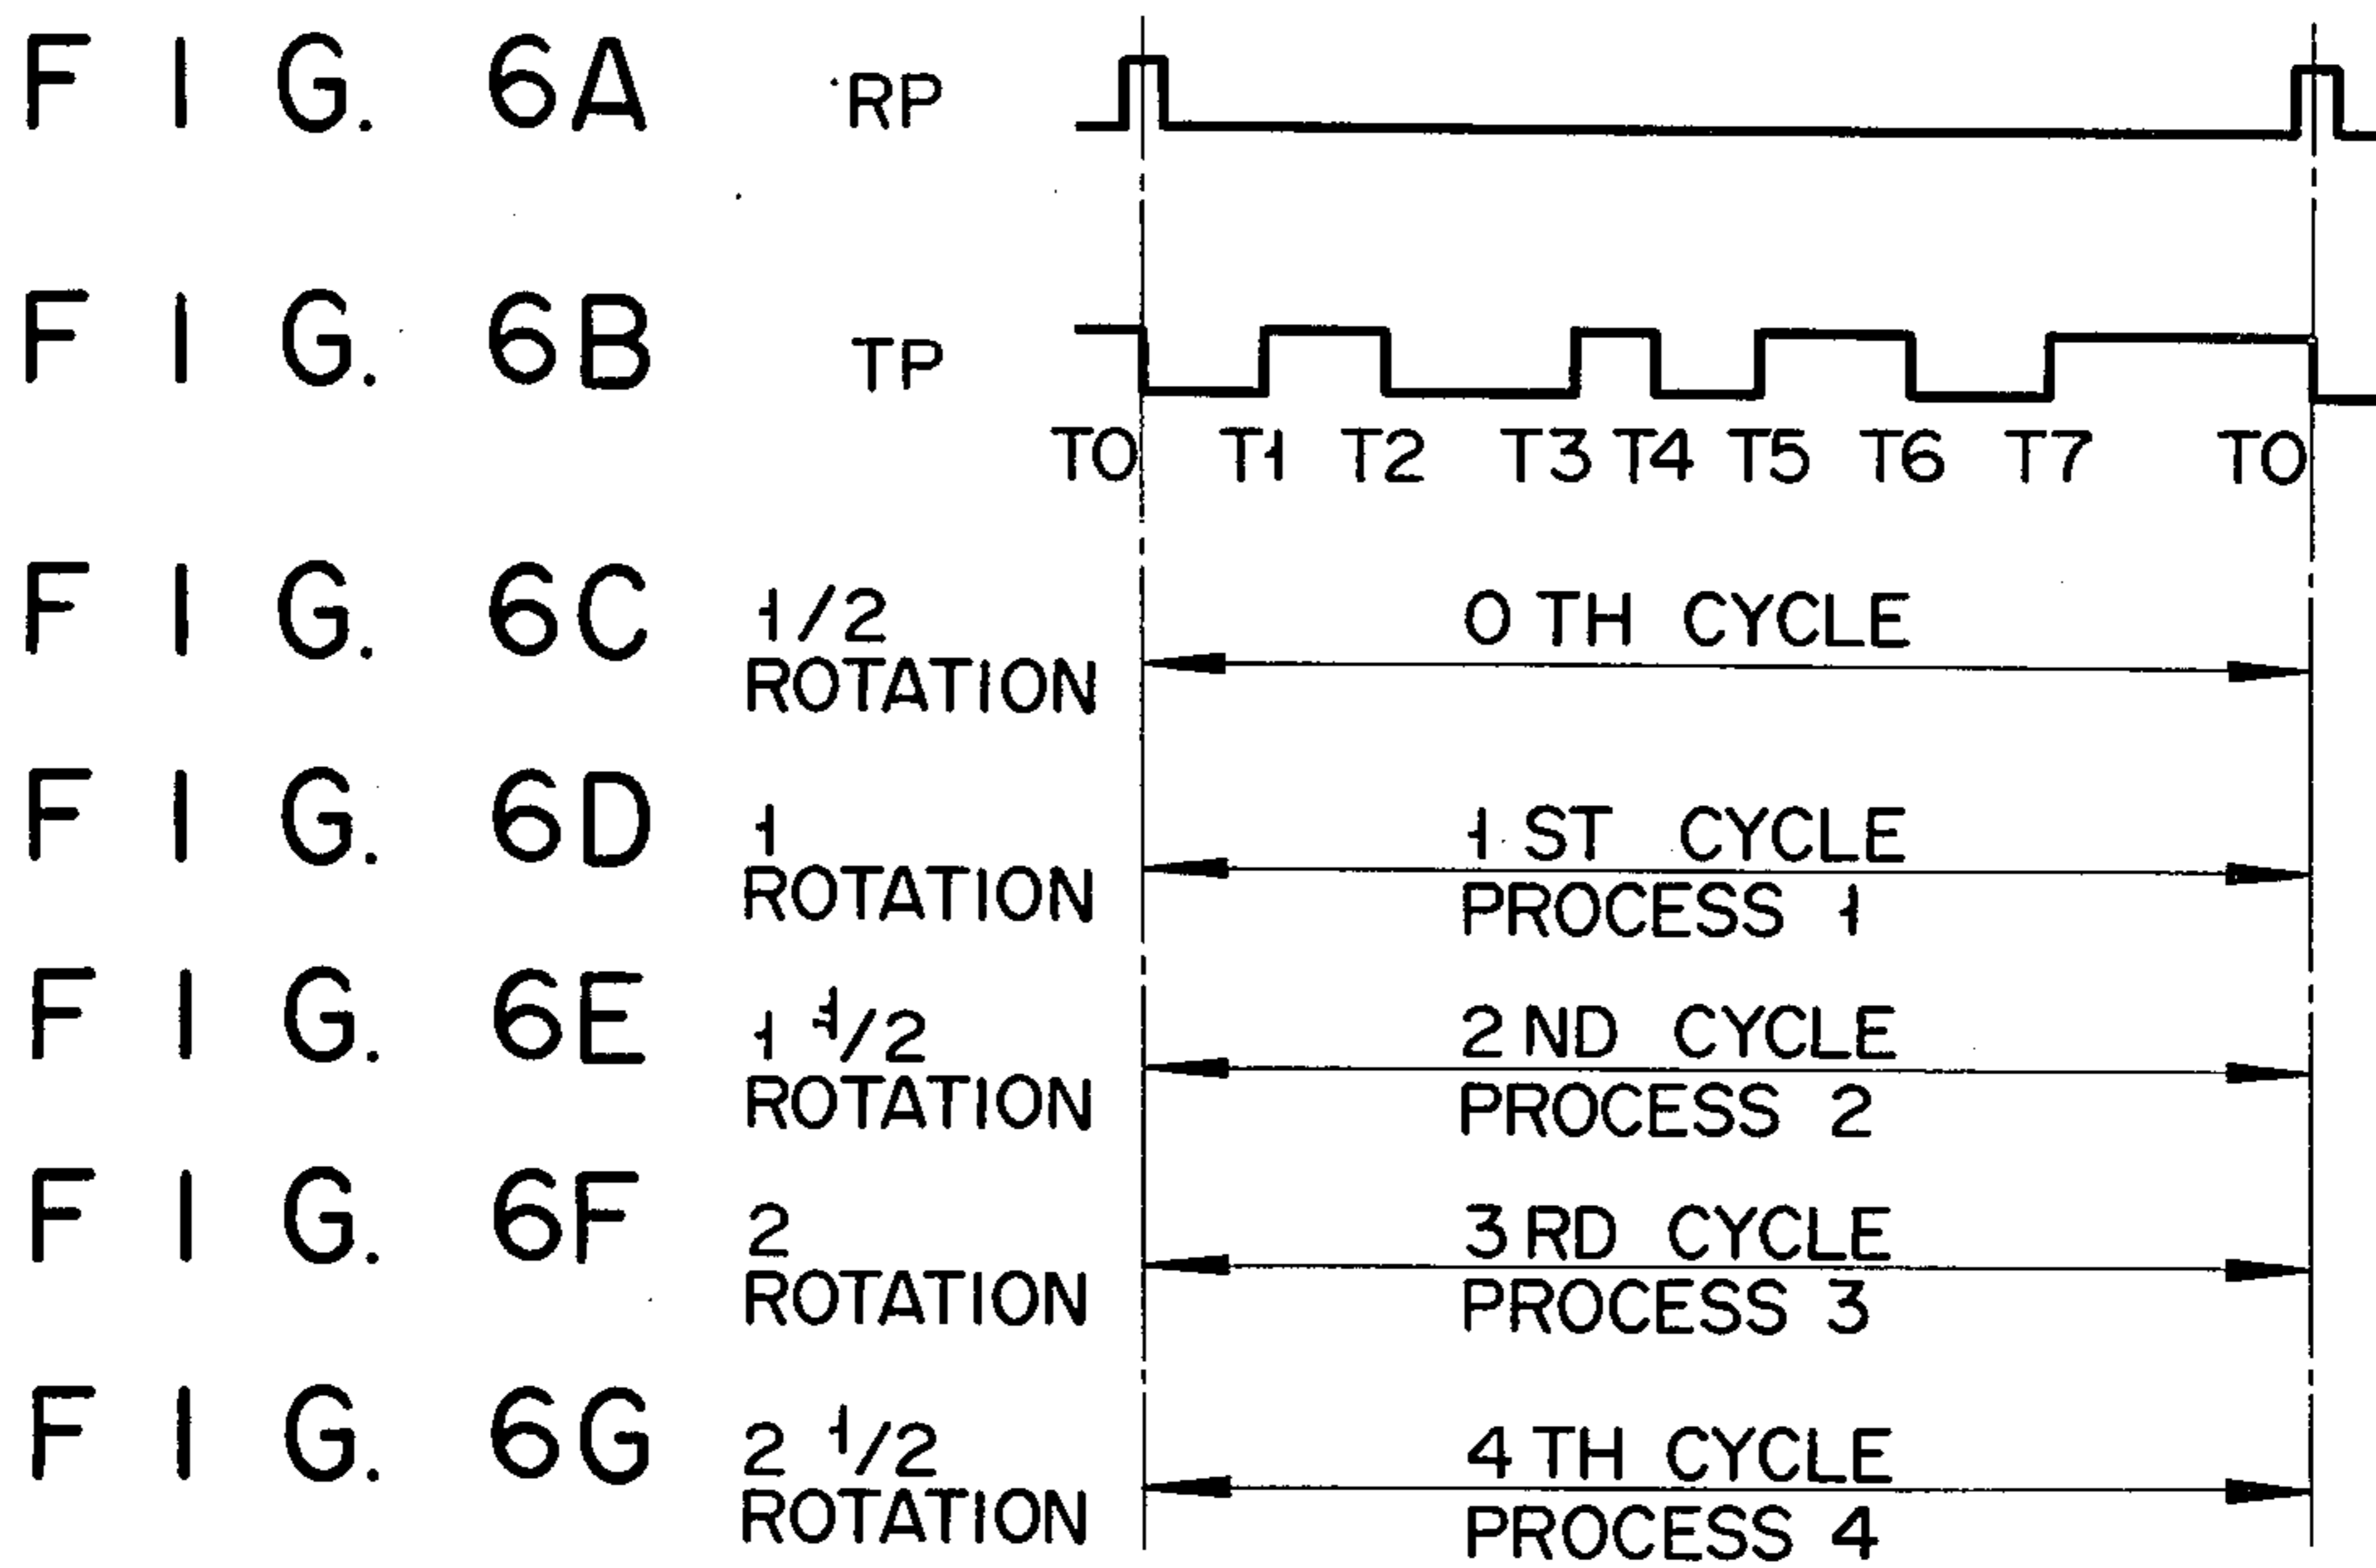 FIG. 6A RP
FIG. 6B TP
T0 T1 T2 T3 T4 T5 T6 T7 T0
FIG. 6C 1/2 ROTATION 0 TH CYCLE
FIG. 6D 1 ROTATION 1 ST CYCLE
PROCESS 1
FIG. 6E 1 1/2 ROTATION 2 ND CYCLE
PROCESS 2
FIG. 6F 2 ROTATION 3 RD CYCLE
PROCESS 3
FIG. 6G 2 1/2 ROTATION 4 TH CYCLE
PROCESS 4